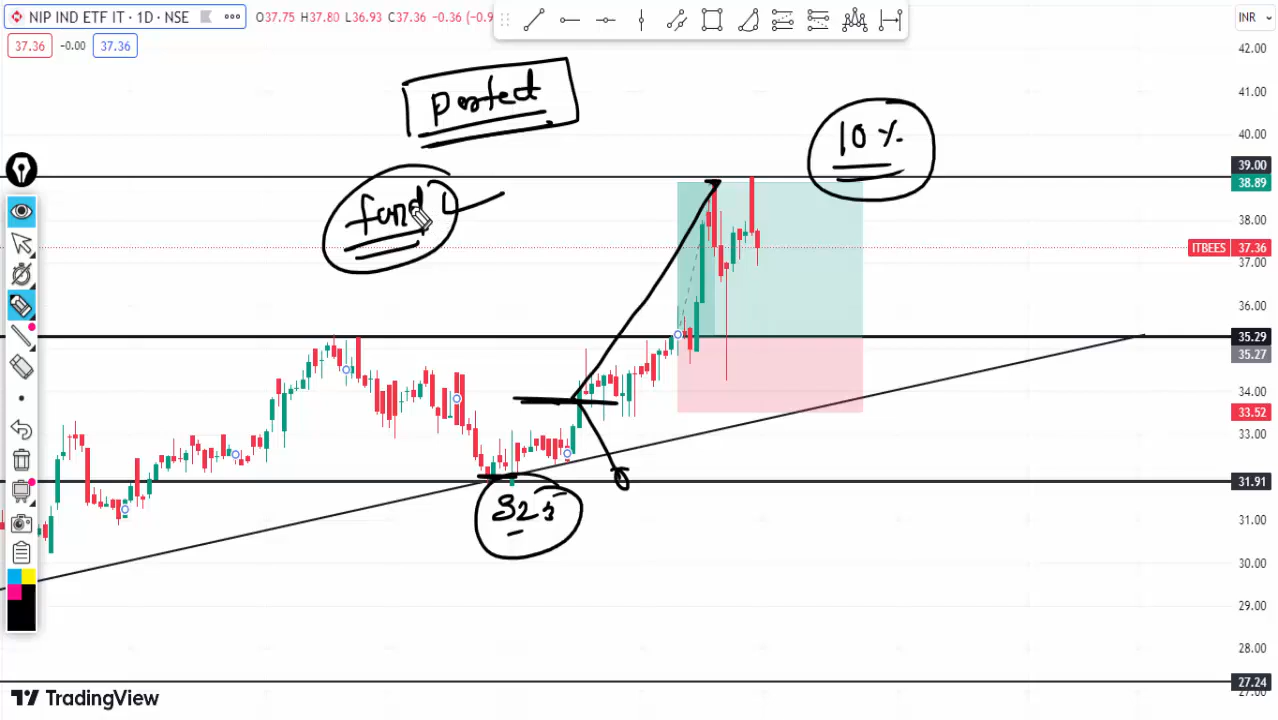 NIP IND ETF IT · 1D · NSE
O37.75 H37.80 L36.93 C37.36 -0.36 (-0.9
INR
37.36 -0.00 37.36
42.00
41.00
40.00
39.00
38.89
38.00
ITBEES 37.36
37.00
36.00
35.29
35.27
34.00
33.52
33.00
31.91
31.00
30.00
29.00
28.00
27.24
Perfect
10%
fund
TradingView